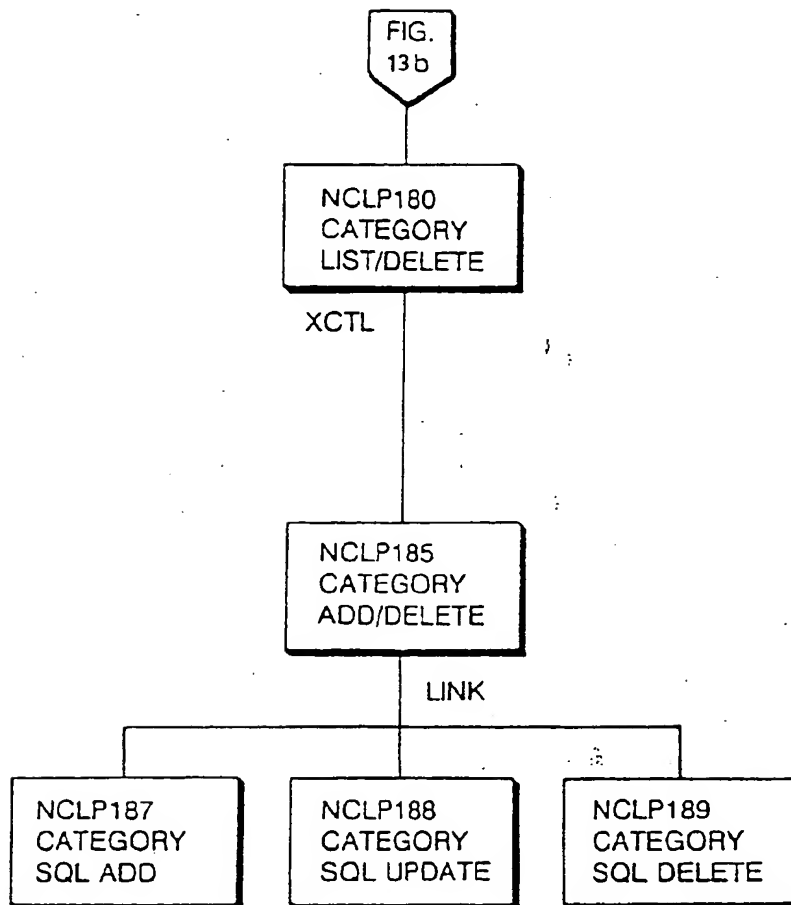 FIG.
13b
NCLP180
CATEGORY
LIST/DELETE
XCTL
NCLP185
CATEGORY
ADD/DELETE
LINK
NCLP187
CATEGORY
SQL ADD
NCLP188
CATEGORY
SQL UPDATE
NCLP189
CATEGORY
SQL DELETE